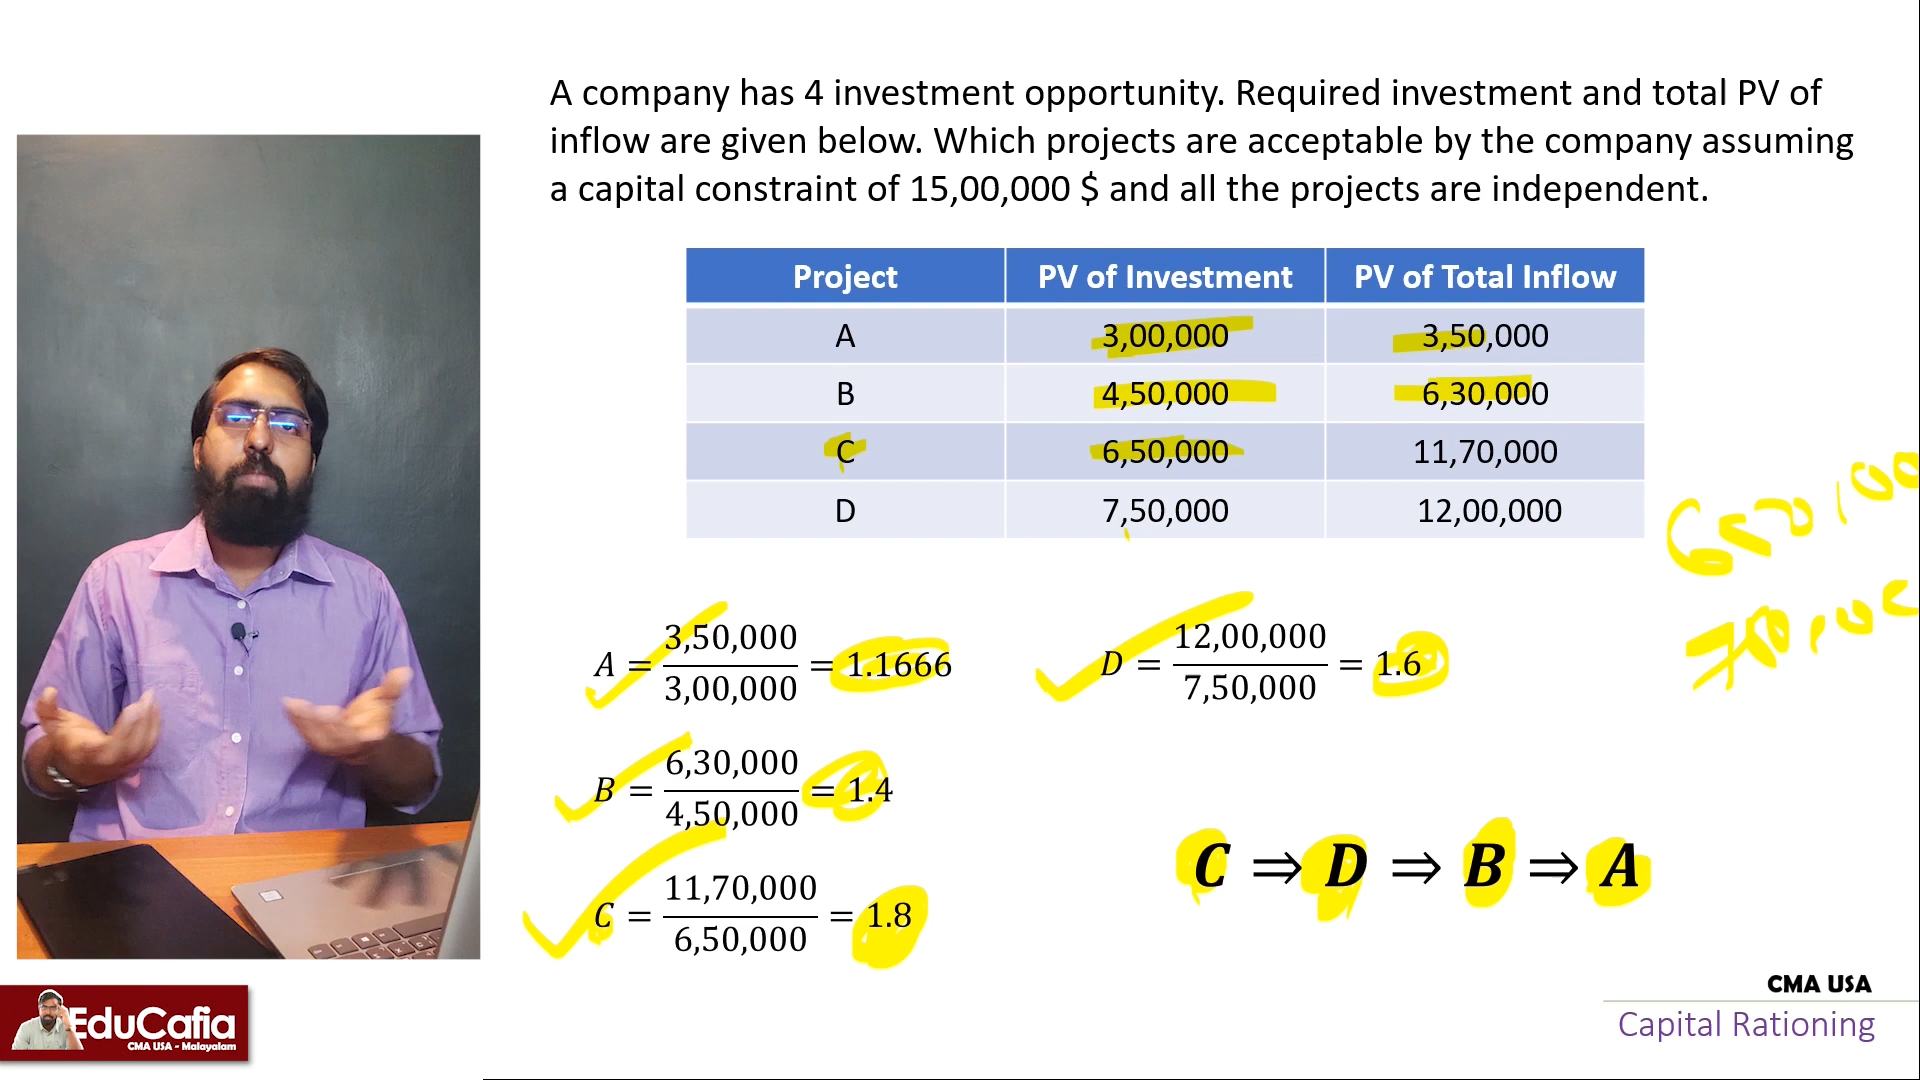 A company has 4 investment opportunity. Required investment and total PV of
inflow are given below. Which projects are acceptable by the company assuming
a capital constraint of 15,00,000 $ and all the projects are independent.
Project PV of Investment PV of Total Inflow
A 3,00,000 3,50,000
B 4,50,000 6,30,000
C 6,50,000 11,70,000
D 7,50,000 12,00,000
A = 3,50,000 / 3,00,000 = 1.1666
D = 12,00,000 / 7,50,000 = 1.6
B = 6,30,000 / 4,50,000 = 1.4
C = 11,70,000 / 6,50,000 = 1.8
C ⇒ D ⇒ B ⇒ A
EduCafia
CMA USA - Malayalam
CMA USA
Capital Rationing